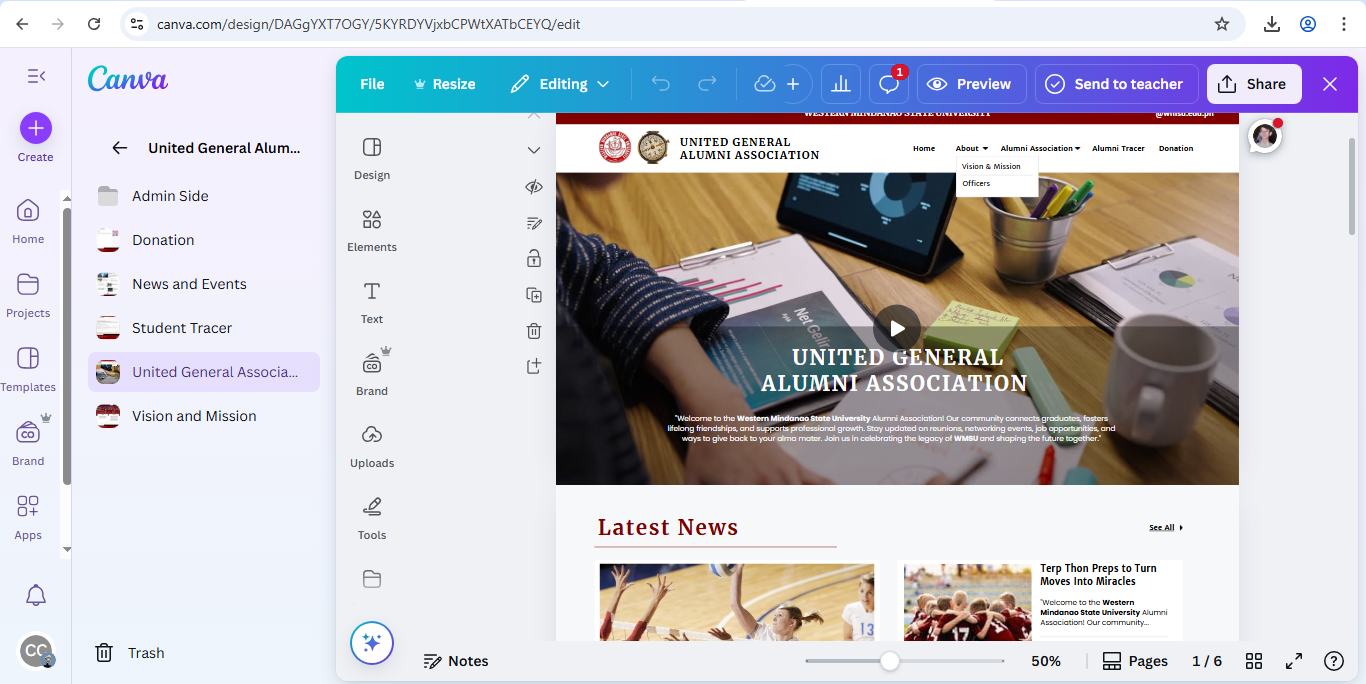 canva.com/design/DAGgYXT7OGY/5KYRDYVjxbCPWtXATbCEYQ/edit
Canva
File
Resize
Editing
1
Preview
Send to teacher
Share
Create
Home
Projects
Templates
Brand
Apps
CC
United General Alum...
Admin Side
Donation
News and Events
Student Tracer
United General Associa...
Vision and Mission
Trash
Design
Elements
Text
Brand
Uploads
Tools
WESTERN MINDANAO STATE UNIVERSITY
@wmsu.edu.ph
UNITED GENERAL
ALUMNI ASSOCIATION
Home
About
Alumni Association
Alumni Tracer
Donation
Vision & Mission
Officers
UNITED GENERAL
ALUMNI ASSOCIATION
"Welcome to the Western Mindanao State University Alumni Association! Our community connects graduates, fosters
lifelong friendships, and supports professional growth. Stay updated on reunions, networking events, job opportunities, and
ways to give back to your alma mater. Join us in celebrating the legacy of WMSU and shaping the future together."
Latest News
See All
13
Terp Thon Preps to Turn
Moves Into Miracles
"Welcome to the Western
Mindanao State University Alumni
Association! Our community...
Notes
50%
Pages
1 / 6